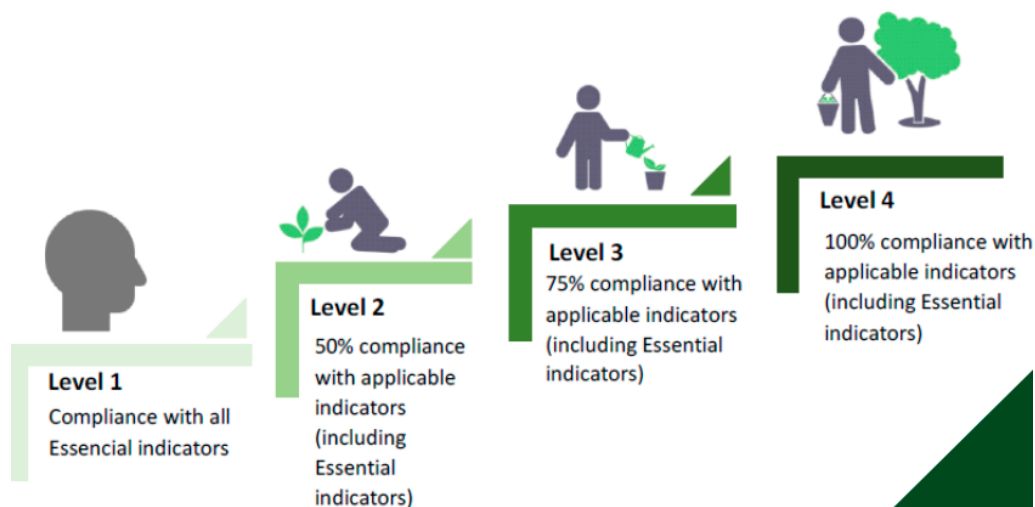 Level 1
Compliance with all
Essencial indicators
Level 2
50% compliance
with applicable
indicators
(including
Essential
indicators)
Level 3
75% compliance with
applicable indicators
(including Essential
indicators)
Level 4
100% compliance with
applicable indicators
(including Essential
indicators)